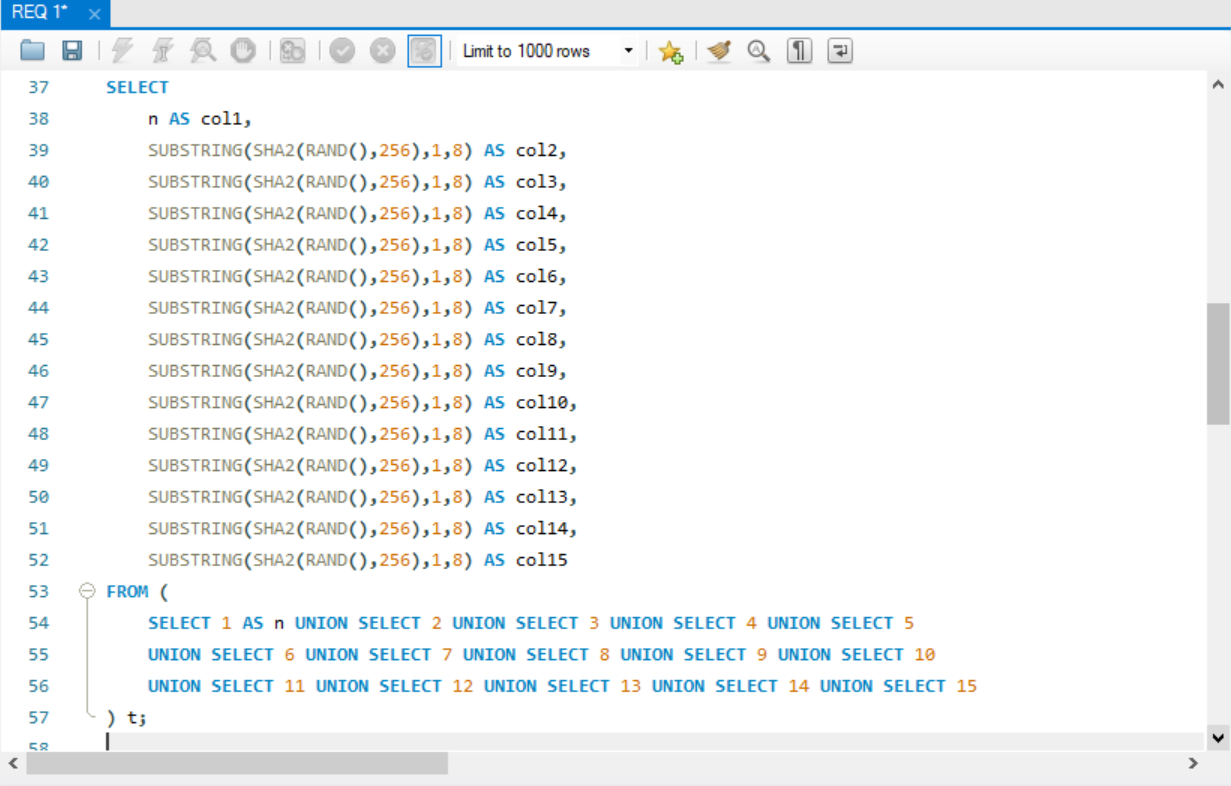 REQ 1*
Limit to 1000 rows
37 SELECT
38 n AS col1,
39 SUBSTRING(SHA2(RAND(),256),1,8) AS col2,
40 SUBSTRING(SHA2(RAND(),256),1,8) AS col3,
41 SUBSTRING(SHA2(RAND(),256),1,8) AS col4,
42 SUBSTRING(SHA2(RAND(),256),1,8) AS col5,
43 SUBSTRING(SHA2(RAND(),256),1,8) AS col6,
44 SUBSTRING(SHA2(RAND(),256),1,8) AS col7,
45 SUBSTRING(SHA2(RAND(),256),1,8) AS col8,
46 SUBSTRING(SHA2(RAND(),256),1,8) AS col9,
47 SUBSTRING(SHA2(RAND(),256),1,8) AS col10,
48 SUBSTRING(SHA2(RAND(),256),1,8) AS col11,
49 SUBSTRING(SHA2(RAND(),256),1,8) AS col12,
50 SUBSTRING(SHA2(RAND(),256),1,8) AS col13,
51 SUBSTRING(SHA2(RAND(),256),1,8) AS col14,
52 SUBSTRING(SHA2(RAND(),256),1,8) AS col15
53 FROM (
54 SELECT 1 AS n UNION SELECT 2 UNION SELECT 3 UNION SELECT 4 UNION SELECT 5
55 UNION SELECT 6 UNION SELECT 7 UNION SELECT 8 UNION SELECT 9 UNION SELECT 10
56 UNION SELECT 11 UNION SELECT 12 UNION SELECT 13 UNION SELECT 14 UNION SELECT 15
57 ) t;
58